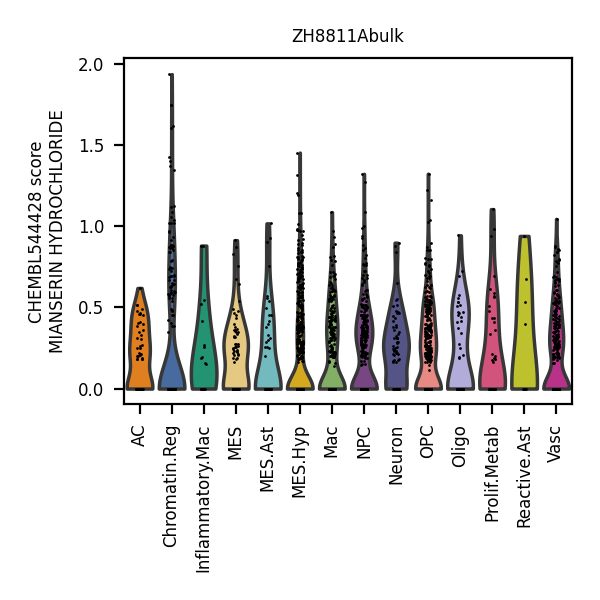 ZH8811Abulk
CHEMBL544428 score
MIANSERIN HYDROCHLORIDE
2.0
1.5
1.0
0.5
0.0
AC
Chromatin.Reg
Inflammatory.Mac
MES
MES.Ast
MES.Hyp
Mac
NPC
Neuron
OPC
Oligo
Prolif.Metab
Reactive.Ast
Vasc